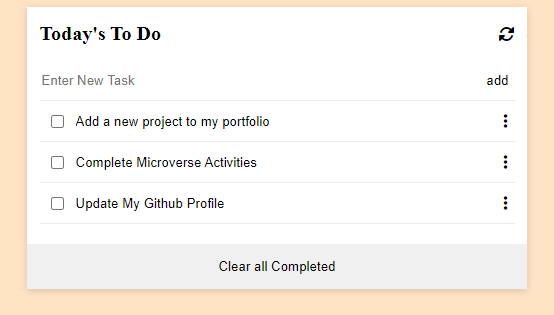 Today's To Do
Enter New Task add
Add a new project to my portfolio
Complete Microverse Activities
Update My Github Profile
Clear all Completed